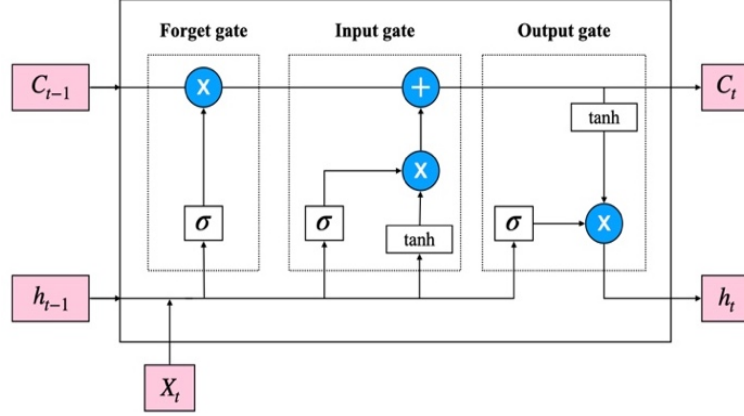 Forget gate
Input gate
Output gate
C_{t−1}
X
+
C_t
tanh
X
σ
σ
tanh
σ
X
h_{t−1}
h_t
X_t